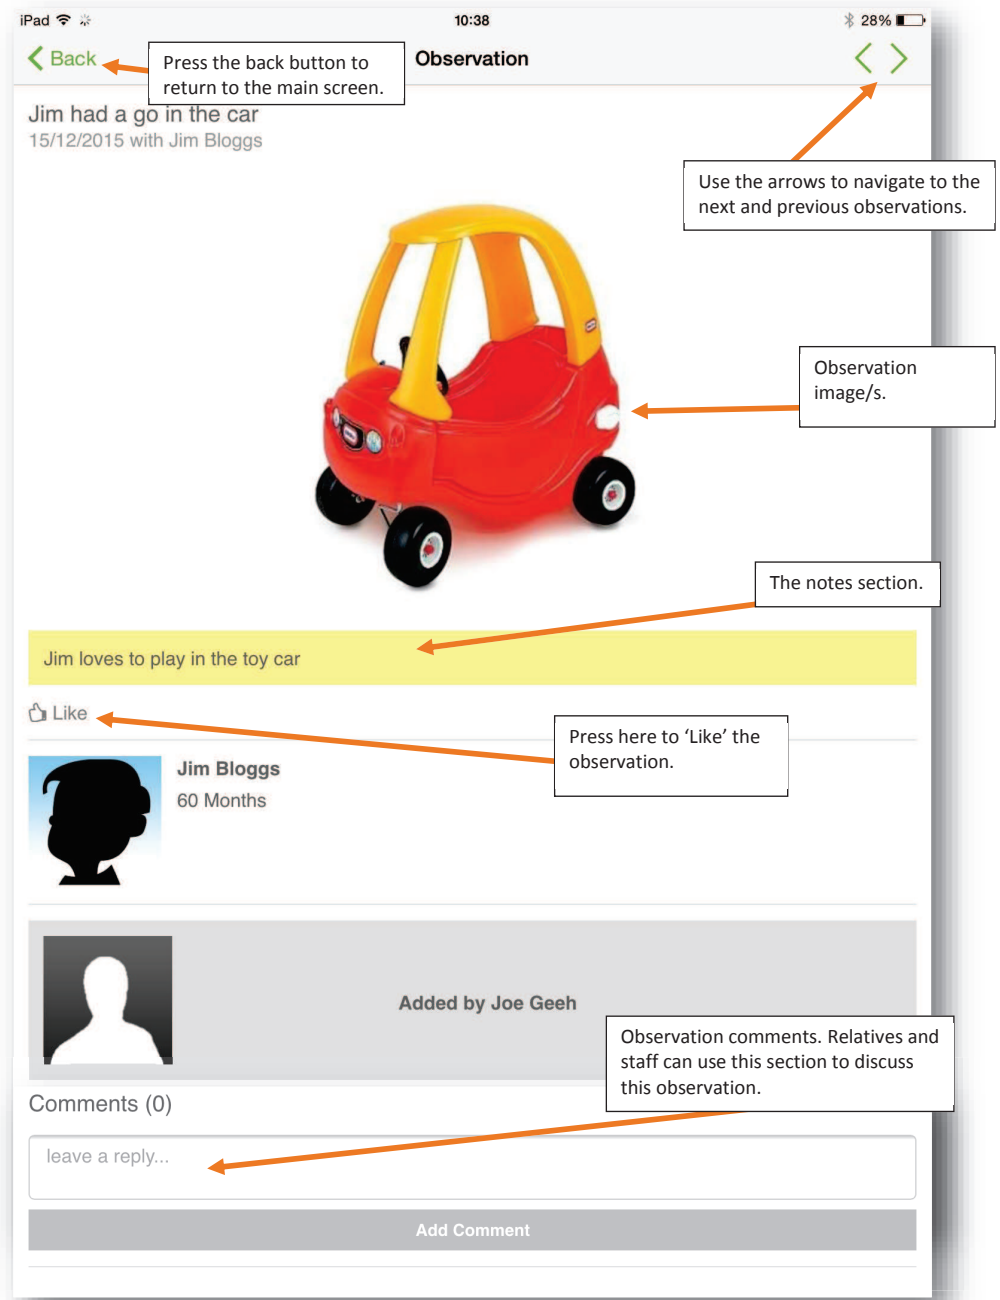 iPad 10:38 28%
Back Observation
Press the back button to
return to the main screen.
Jim had a go in the car
15/12/2015 with Jim Bloggs
Use the arrows to navigate to the
next and previous observations.
Observation
image/s.
The notes section.
Jim loves to play in the toy car
Like
Press here to ‘Like’ the
observation.
Jim Bloggs
60 Months
Added by Joe Geeh
Observation comments. Relatives and
staff can use this section to discuss
this observation.
Comments (0)
leave a reply...
Add Comment